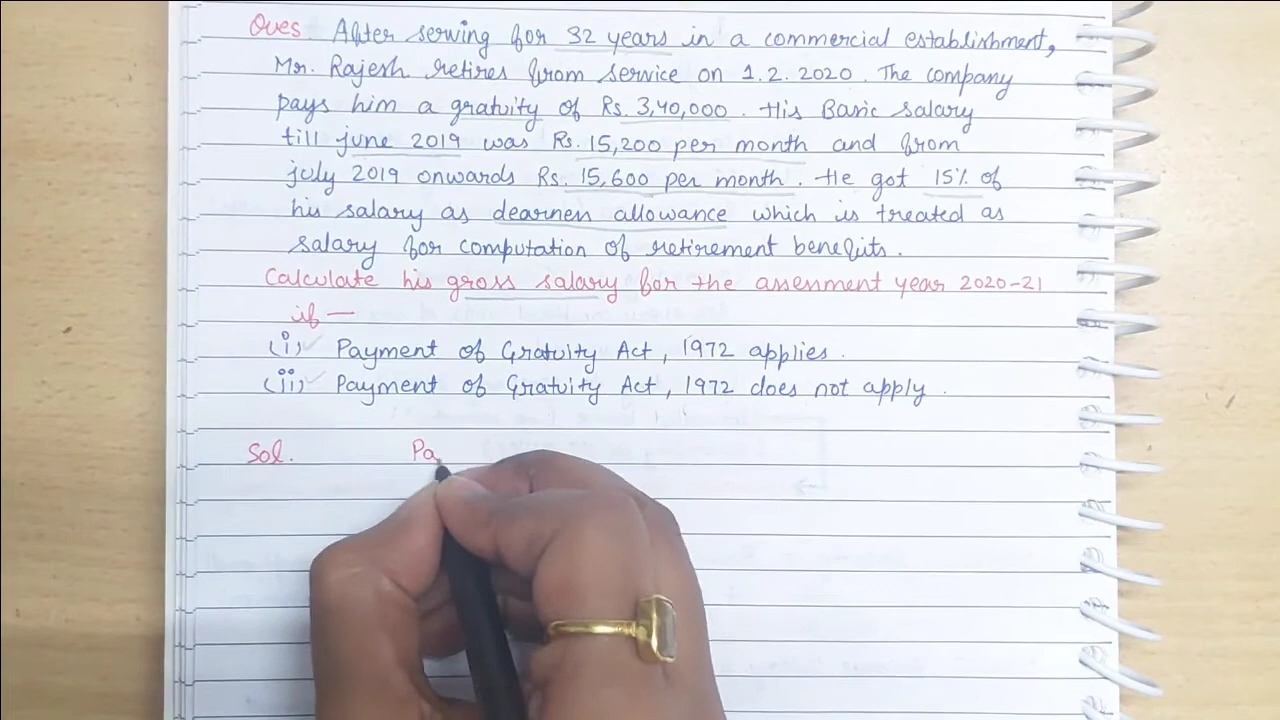 Ques After serving for 32 years in a commercial establishment,
Mr. Rajesh retires from service on 1.2.2020. The company
pays him a gratuity of Rs. 3,40,000. His Basic salary
till june 2019 was Rs. 15,200 per month and from
july 2019 onwards Rs. 15,600 per month. He got 15% of
his salary as dearness allowance which is treated as
salary for computation of retirement benefits.
Calculate his gross salary for the assessment year 2020-21
if —
(i) Payment of Gratuity Act, 1972 applies.
(ii) Payment of Gratuity Act, 1972 does not apply.
Sol. Pa